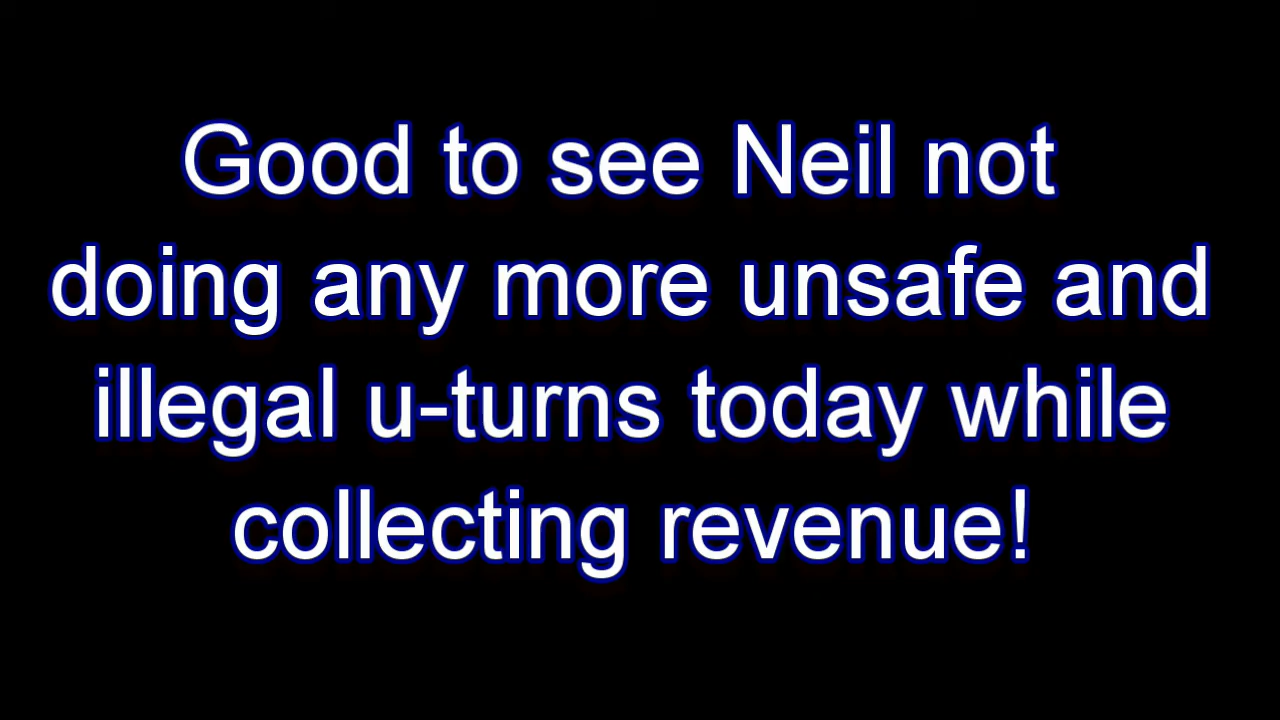 Good to see Neil not
doing any more unsafe and
illegal u-turns today while
collecting revenue!